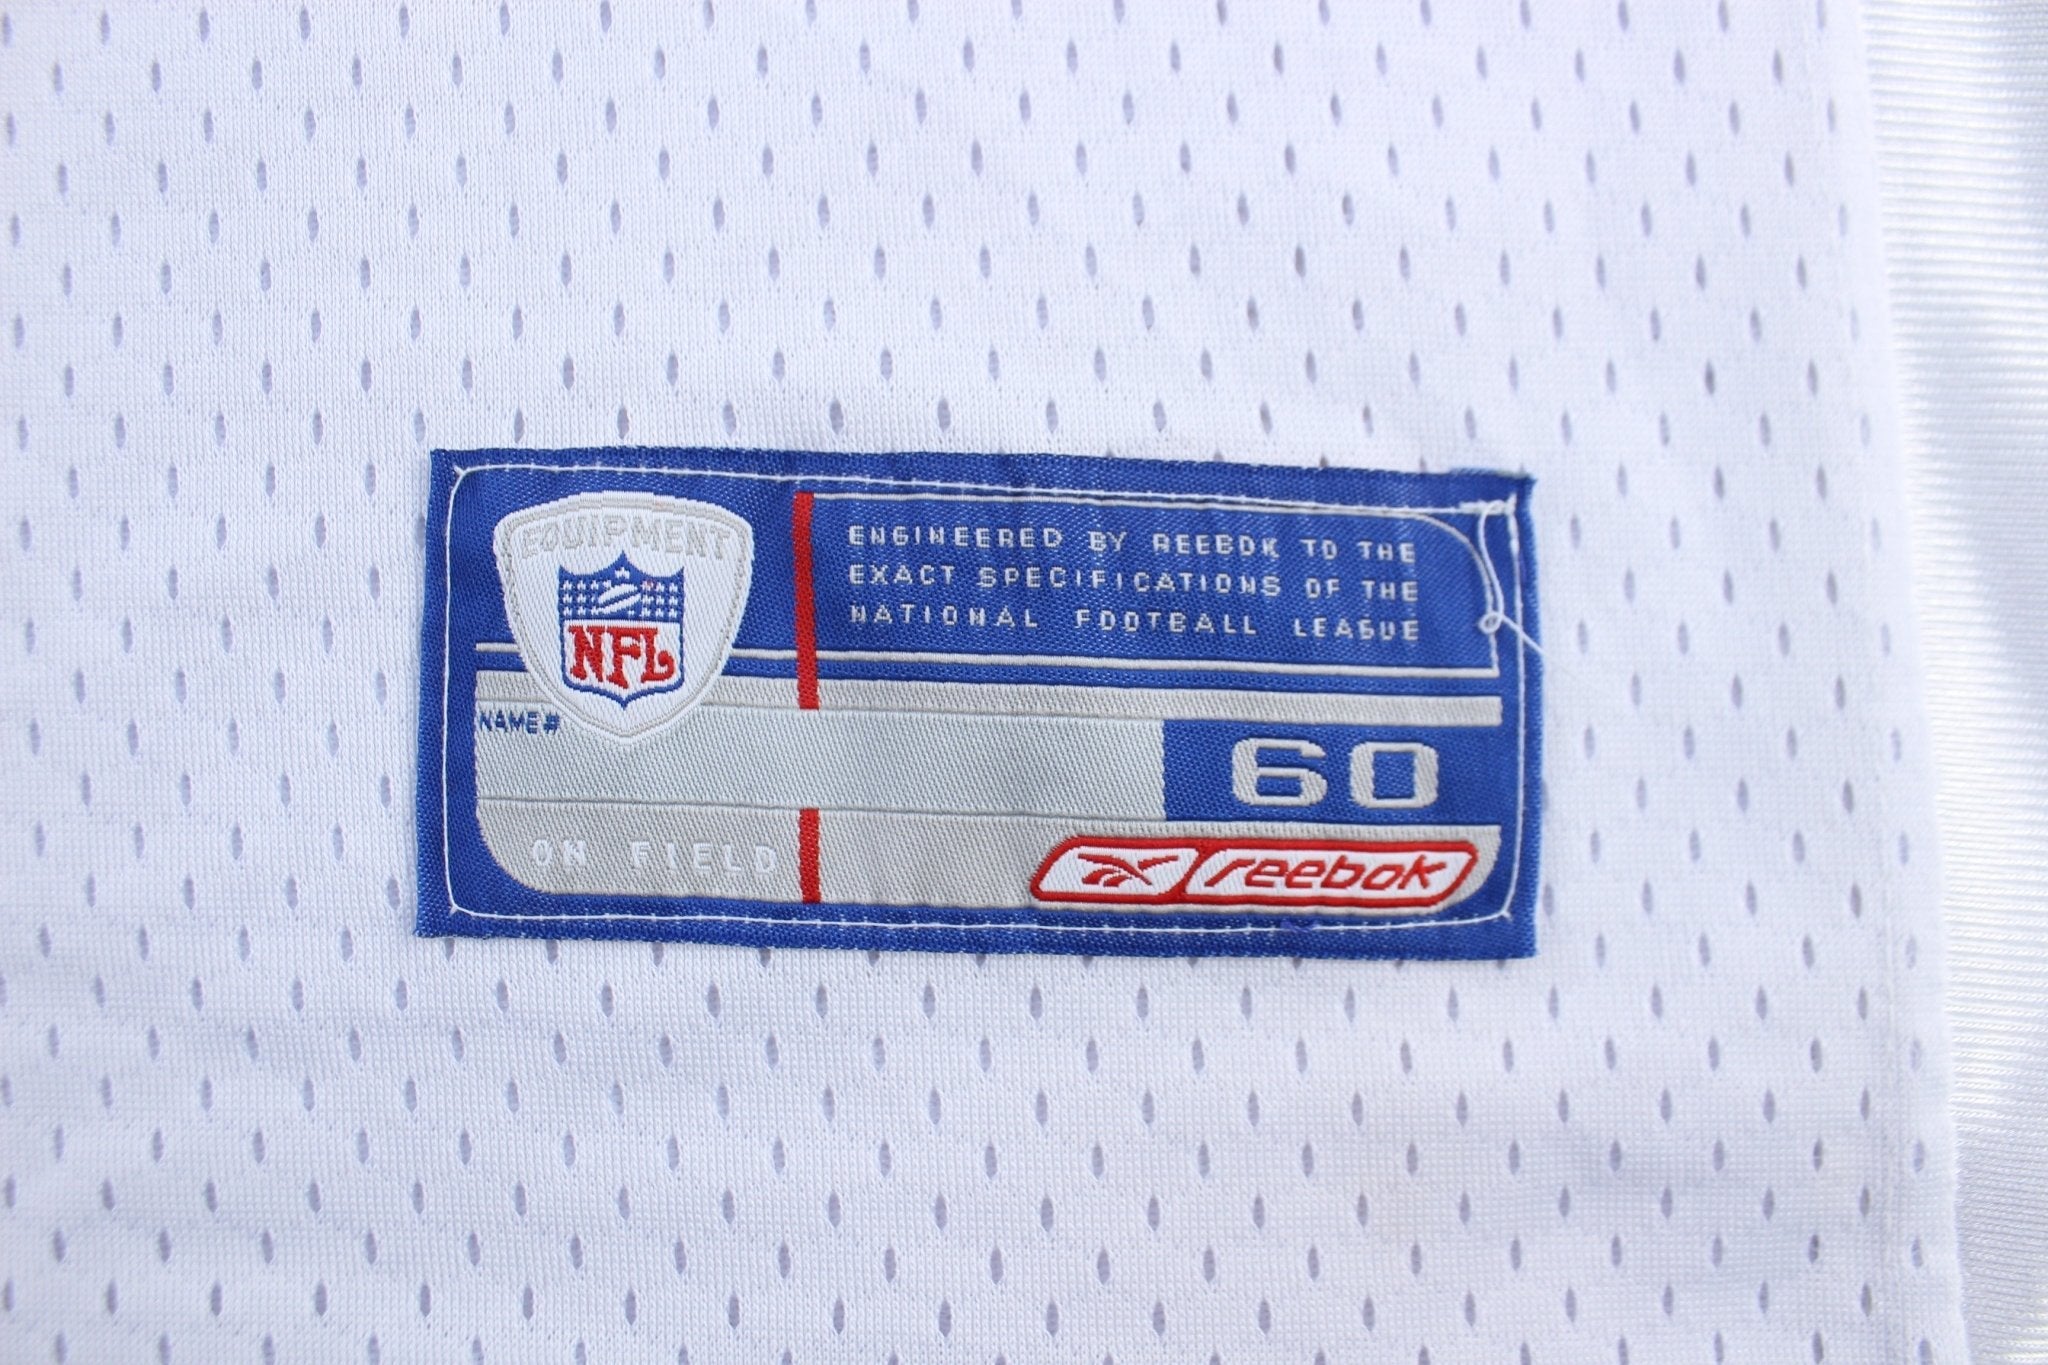 EQUIPMENT
NFL
ENGINEERED BY REEBOK TO THE
EXACT SPECIFICATIONS OF THE
NATIONAL FOOTBALL LEAGUE
NAME#
60
ON FIELD
reebok